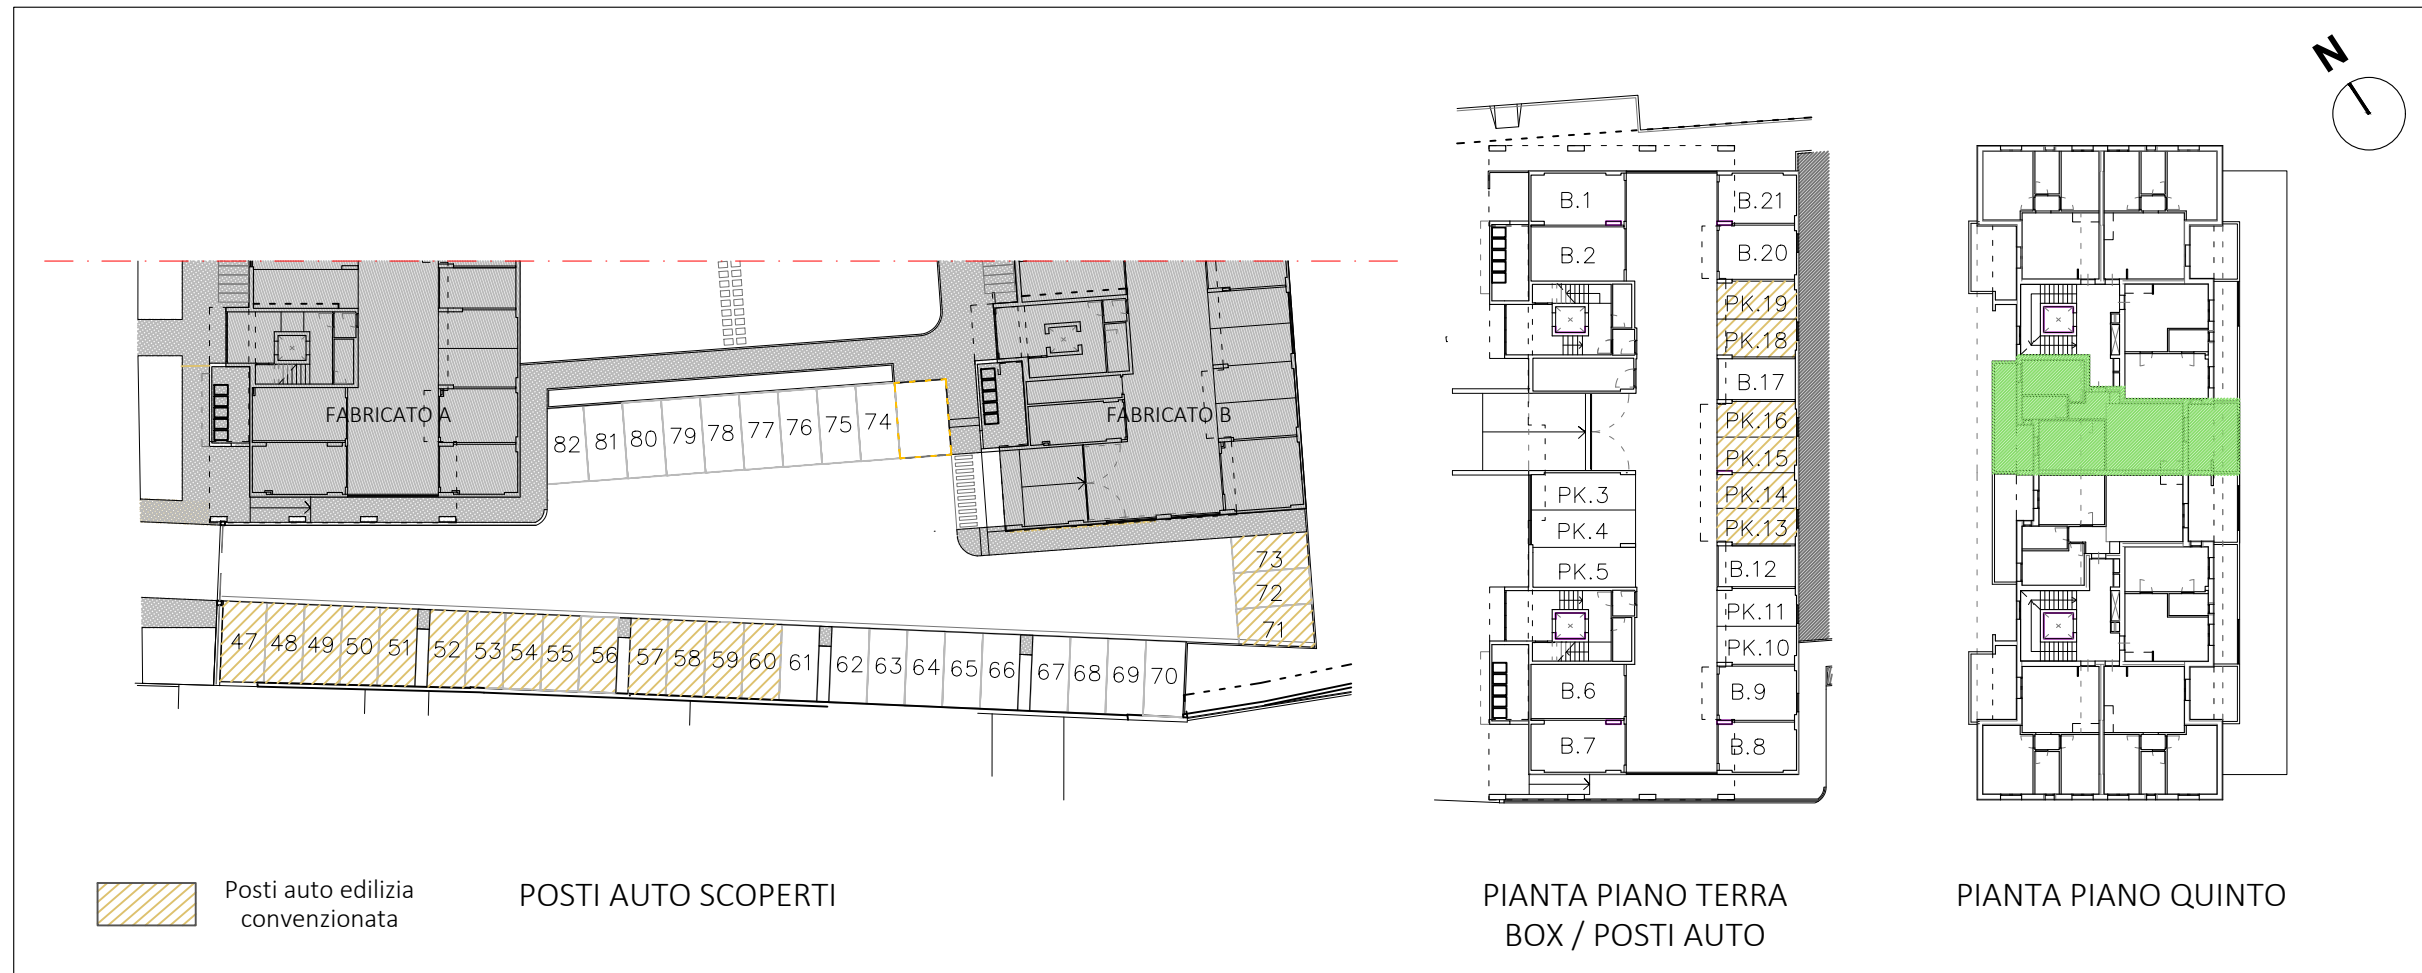 N
FABRICATO A
FABRICATO B
82 81 80 79 78 77 76 75 74
73
72
71
47 48 49 50 51 52 53 54 55 56 57 58 59 60 61 62 63 64 65 66 67 68 69 70
B.1
B.2
PK.3
PK.4
PK.5
B.6
B.7
B.21
B.20
PK.19
PK.18
B.17
PK.16
PK.15
PK.14
PK.13
B.12
PK.11
PK.10
B.9
B.8
Posti auto edilizia
convenzionata
POSTI AUTO SCOPERTI
PIANTA PIANO TERRA
BOX / POSTI AUTO
PIANTA PIANO QUINTO